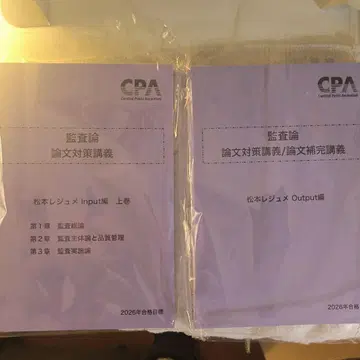 CPA
監査論
論文対策講義
松本レジュメ Input編 上巻
第1章 監査総論
第2章 監査主体論と品質管理
第3章 監査実施論
2026年合格目標
CPA
監査論
論文対策講義/論文補完講義
松本レジュメ Output編
2026年合格目